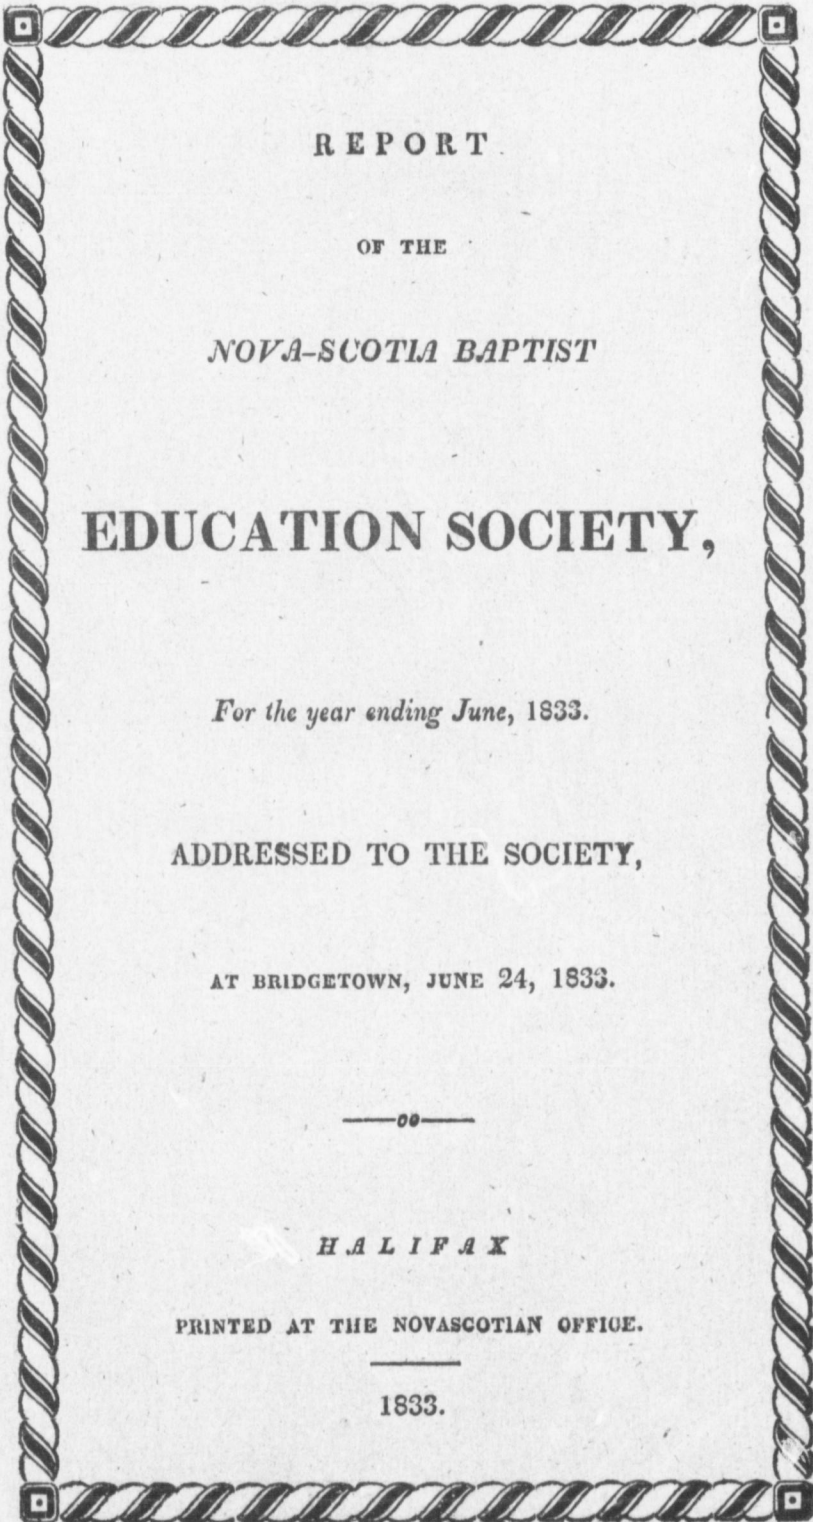 REPORT
OF THE
NOVA-SCOTIA BAPTIST
EDUCATION SOCIETY,
For the year ending June, 1833.
ADDRESSED TO THE SOCIETY,
AT BRIDGETOWN, JUNE 24, 1833.
HALIFAX
PRINTED AT THE NOVASCOTIAN OFFICE.
1833.